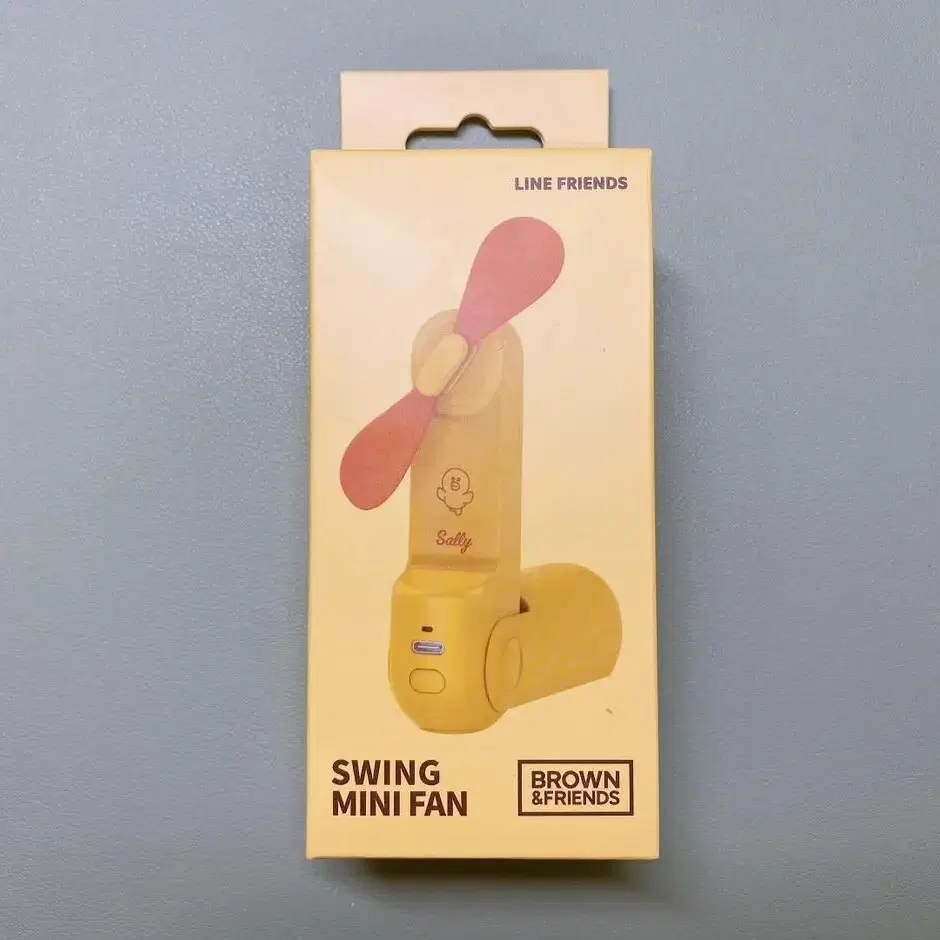 LINE FRIENDS
Sally
SWING
MINI FAN
BROWN
&FRIENDS